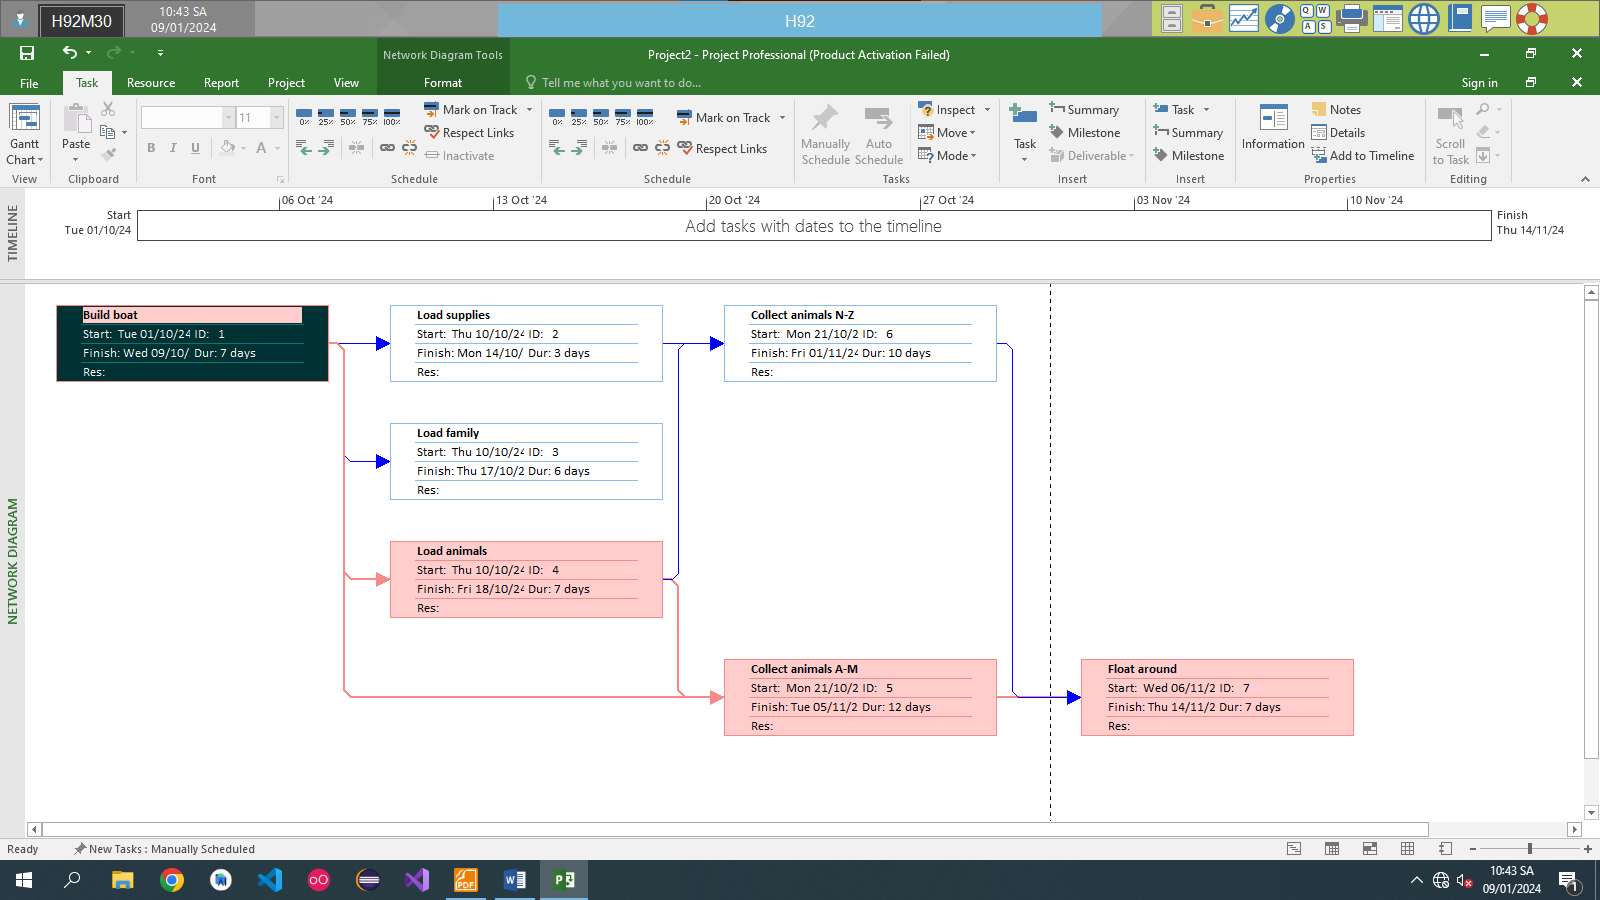 H92M30
10:43 SA
09/01/2024
H92
Q W
A S
Network Diagram Tools
Project2 - Project Professional (Product Activation Failed)
File
Task
Resource
Report
Project
View
Format
Tell me what you want to do...
Sign in
Gantt
Chart
View
Paste
Clipboard
11
B I U A
Font
0% 25% 50% 75% 100%
Mark on Track
Respect Links
Inactivate
Schedule
0% 25% 50% 75% 100%
Mark on Track
Respect Links
Schedule
Manually
Schedule
Auto
Schedule
Inspect
Move
Mode
Tasks
Task
Summary
Milestone
Deliverable
Insert
Task
Summary
Milestone
Insert
Information
Notes
Details
Add to Timeline
Properties
Scroll
to Task
Editing
TIMELINE
Start
Tue 01/10/24
06 Oct '24
13 Oct '24
20 Oct '24
27 Oct '24
03 Nov '24
10 Nov '24
Add tasks with dates to the timeline
Finish
Thu 14/11/24
NETWORK DIAGRAM
Build boat
Start: Tue 01/10/24 ID: 1
Finish: Wed 09/10/ Dur: 7 days
Res:
Load supplies
Start: Thu 10/10/24 ID: 2
Finish: Mon 14/10/ Dur: 3 days
Res:
Collect animals N-Z
Start: Mon 21/10/2 ID: 6
Finish: Fri 01/11/24 Dur: 10 days
Res:
Load family
Start: Thu 10/10/24 ID: 3
Finish: Thu 17/10/2 Dur: 6 days
Res:
Load animals
Start: Thu 10/10/24 ID: 4
Finish: Fri 18/10/24 Dur: 7 days
Res:
Collect animals A-M
Start: Mon 21/10/2 ID: 5
Finish: Tue 05/11/2 Dur: 12 days
Res:
Float around
Start: Wed 06/11/2 ID: 7
Finish: Thu 14/11/2 Dur: 7 days
Res:
Ready
New Tasks : Manually Scheduled
PDF
10:43 SA
09/01/2024
1